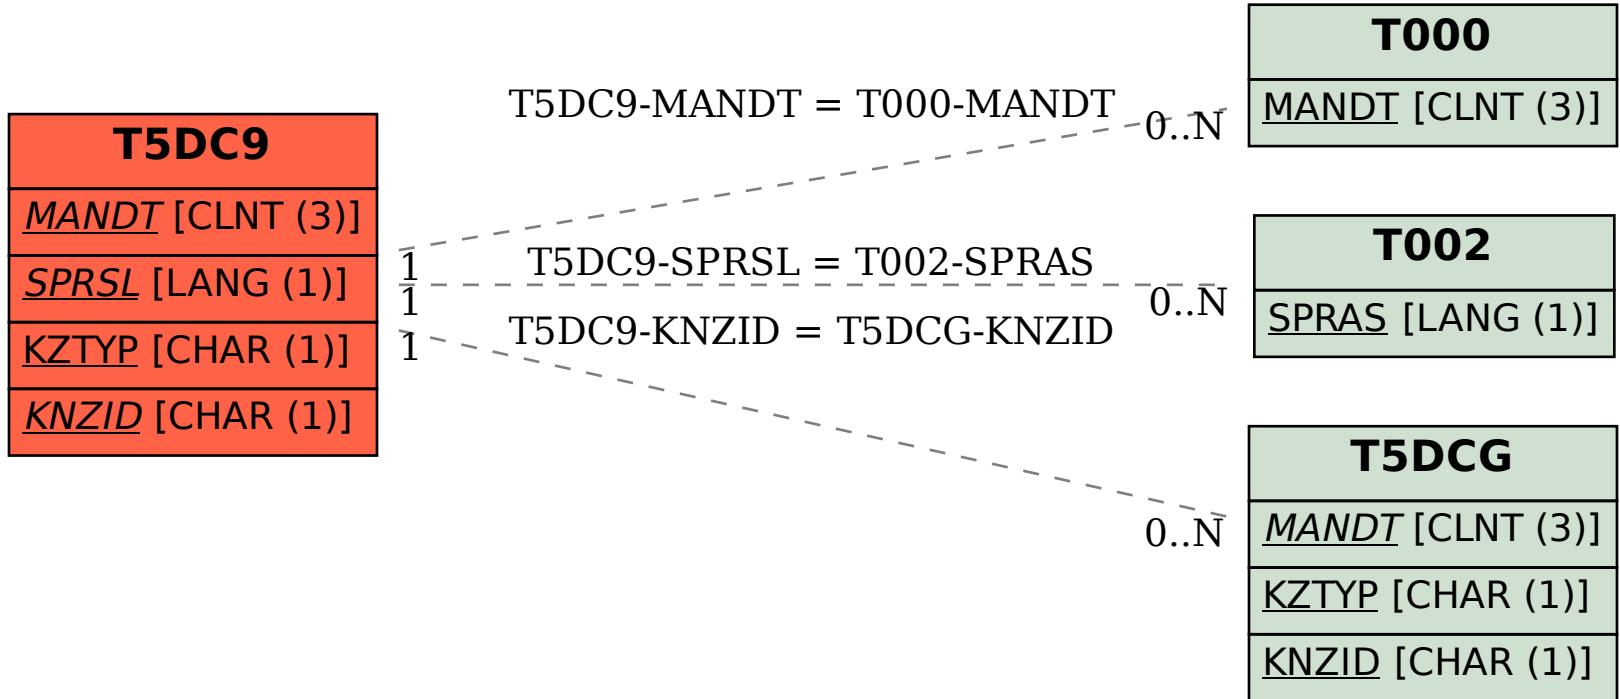 T5DC9
MANDT [CLNT (3)]
SPRSL [LANG (1)]
KZTYP [CHAR (1)]
KNZID [CHAR (1)]
T5DC9-MANDT = T000-MANDT
0..N
1
T5DC9-SPRSL = T002-SPRAS
1
0..N
T5DC9-KNZID = T5DCG-KNZID
1
0..N
T000
MANDT [CLNT (3)]
T002
SPRAS [LANG (1)]
T5DCG
MANDT [CLNT (3)]
KZTYP [CHAR (1)]
KNZID [CHAR (1)]